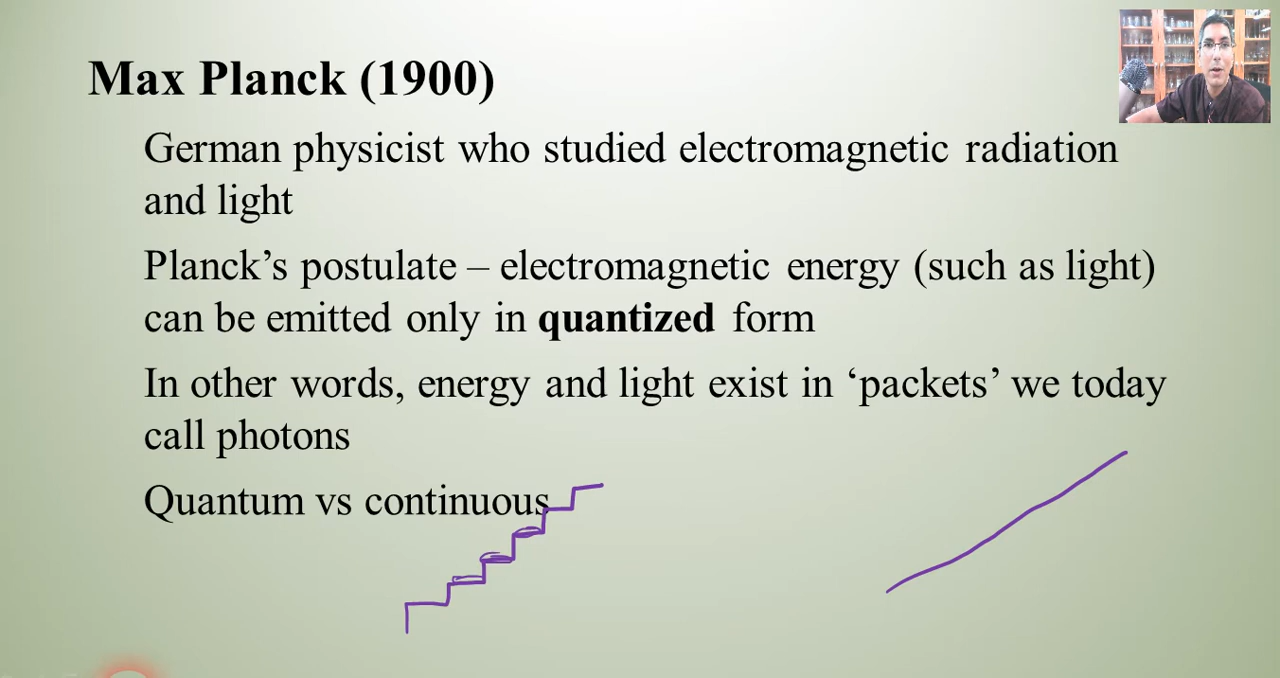 Max Planck (1900)
German physicist who studied electromagnetic radiation
and light
Planck’s postulate – electromagnetic energy (such as light)
can be emitted only in quantized form
In other words, energy and light exist in ‘packets’ we today
call photons
Quantum vs continuous